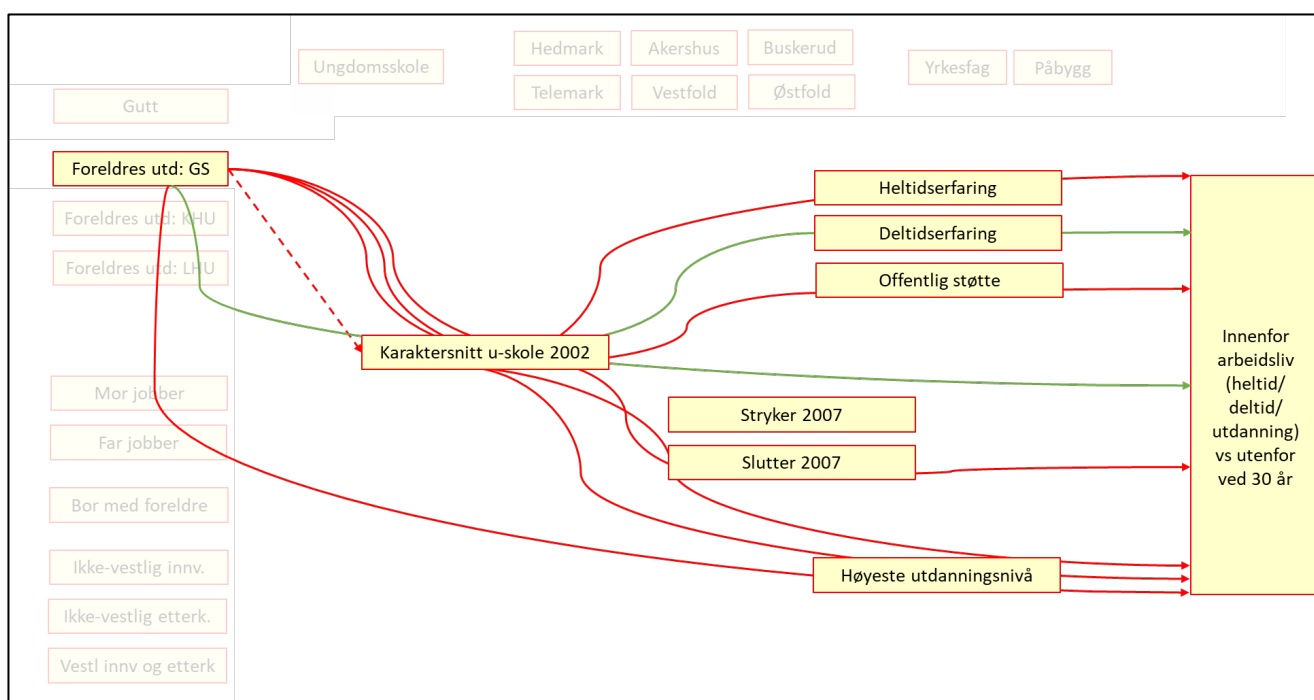 Ungdomsskole
Hedmark
Akershus
Buskerud
Telemark
Vestfold
Østfold
Yrkesfag
Påbygg
Gutt
Foreldres utd: GS
Foreldres utd: KHU
Foreldres utd: LHU
Mor jobber
Far jobber
Bor med foreldre
Ikke-vestlig innv.
Ikke-vestlig etterk.
Vestl innv og etterk
Karaktersnitt u-skole 2002
Heltidserfaring
Deltidserfaring
Offentlig støtte
Stryker 2007
Slutter 2007
Høyeste utdanningsnivå
Innenfor
arbeidsliv
(heltid/
deltid/
utdanning)
vs utenfor
ved 30 år